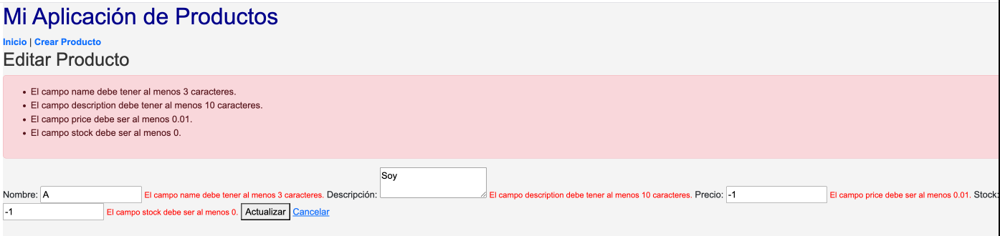 Mi Aplicación de Productos
Inicio | Crear Producto
Editar Producto
• El campo name debe tener al menos 3 caracteres.
• El campo description debe tener al menos 10 caracteres.
• El campo price debe ser al menos 0.01.
• El campo stock debe ser al menos 0.
Nombre: A El campo name debe tener al menos 3 caracteres. Descripción: Soy El campo description debe tener al menos 10 caracteres. Precio: -1 El campo price debe ser al menos 0.01. Stock:
-1 El campo stock debe ser al menos 0. Actualizar Cancelar